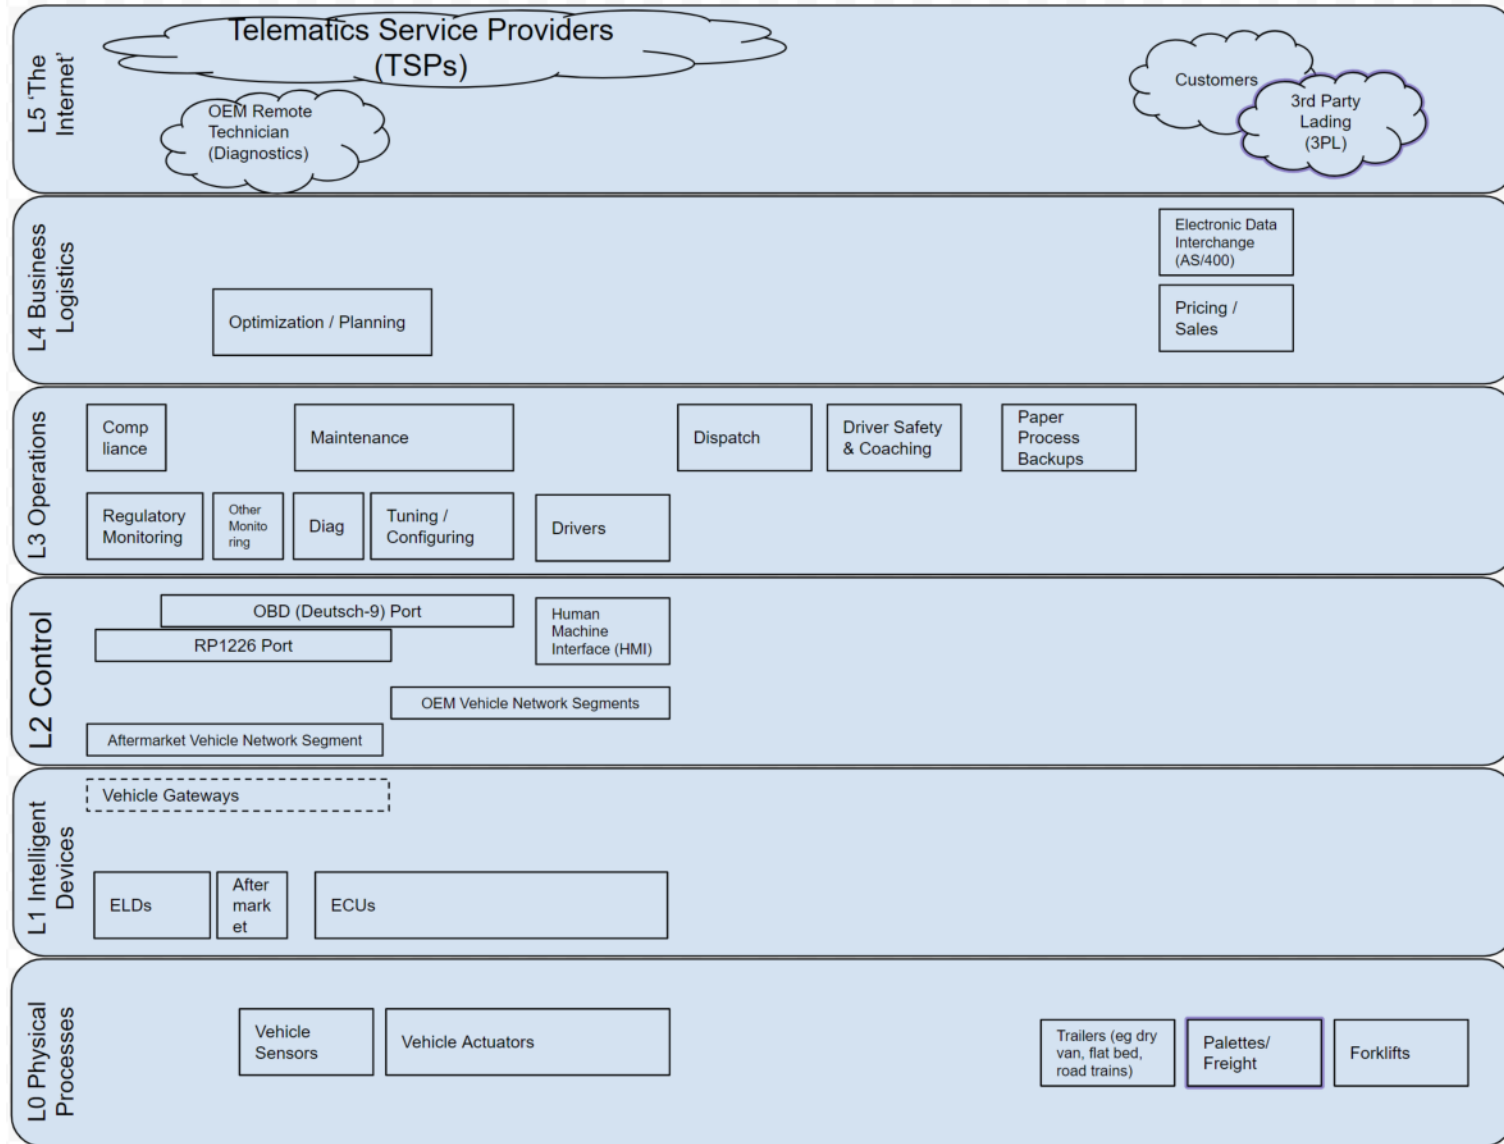 L5 'The
Internet'
Telematics Service Providers
(TSPs)
OEM Remote
Technician
(Diagnostics)
Customers
3rd Party
Lading
(3PL)
L4 Business
Logistics
Electronic Data
Interchange
(AS/400)
Optimization / Planning
Pricing /
Sales
L3 Operations
Comp
liance
Maintenance
Dispatch
Driver Safety
& Coaching
Paper
Process
Backups
Regulatory
Monitoring
Other
Monito
ring
Diag
Tuning /
Configuring
Drivers
L2 Control
OBD (Deutsch-9) Port
RP1226 Port
Human
Machine
Interface (HMI)
OEM Vehicle Network Segments
Aftermarket Vehicle Network Segment
L1 Intelligent
Devices
Vehicle Gateways
ELDs
After
mark
et
ECUs
L0 Physical
Processes
Vehicle
Sensors
Vehicle Actuators
Trailers (eg dry
van, flat bed,
road trains)
Palettes/
Freight
Forklifts